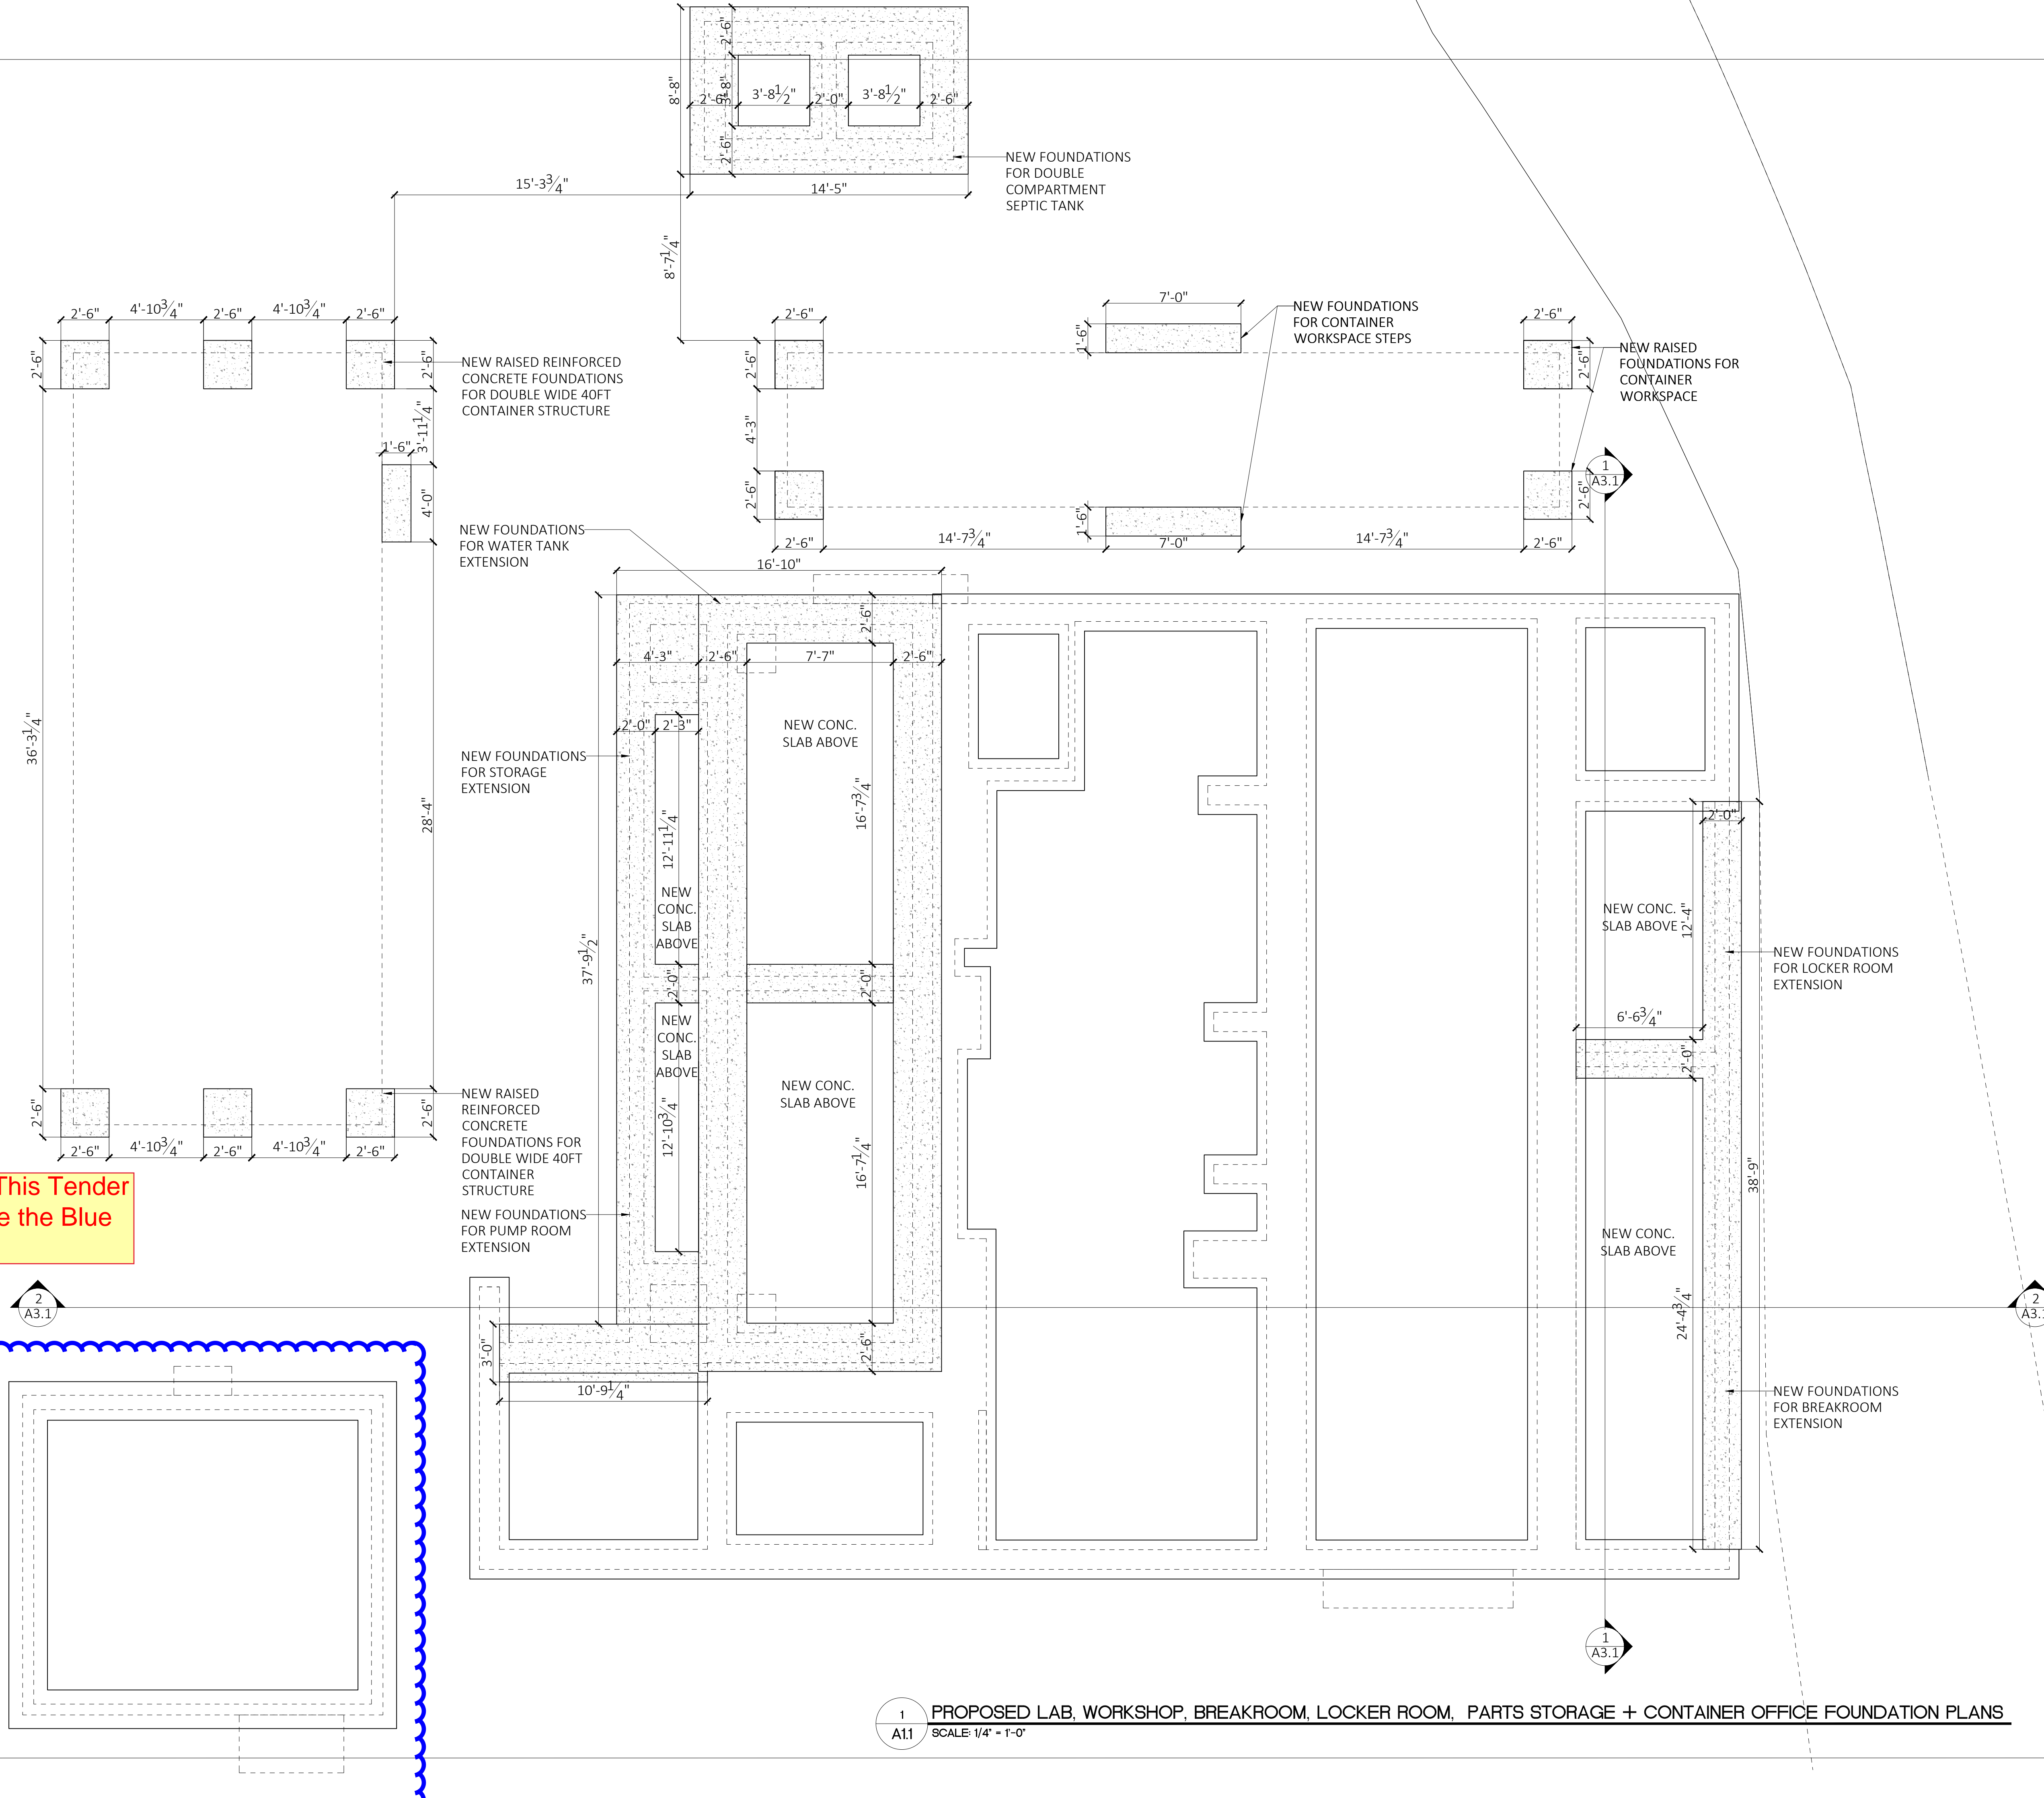 8'-8"
2'-6"
3'-8"
2'-6"
2'-6"
3'-8 1/2"
2'-0"
3'-8 1/2"
2'-6"
NEW FOUNDATIONS
FOR DOUBLE
COMPARTMENT
SEPTIC TANK
15'-3 3/4"
14'-5"
8'-7 1/4"
2'-6"
4'-10 3/4"
2'-6"
4'-10 3/4"
2'-6"
2'-6"
2'-6"
NEW RAISED REINFORCED
CONCRETE FOUNDATIONS
FOR DOUBLE WIDE 40FT
CONTAINER STRUCTURE
3'-11 1/4"
1'-6"
4'-0"
36'-3 1/4"
28'-4"
2'-6"
2'-6"
2'-6"
4'-10 3/4"
2'-6"
4'-10 3/4"
2'-6"
NEW RAISED
REINFORCED
CONCRETE
FOUNDATIONS FOR
DOUBLE WIDE 40FT
CONTAINER
STRUCTURE
2'-6"
7'-0"
1'-6"
NEW FOUNDATIONS
FOR CONTAINER
WORKSPACE STEPS
2'-6"
2'-6"
NEW RAISED
FOUNDATIONS FOR
CONTAINER
WORKSPACE
2'-6"
4'-3"
2'-6"
1'-6"
2'-6"
2'-6"
14'-7 3/4"
7'-0"
14'-7 3/4"
2'-6"
1
A3.1
NEW FOUNDATIONS
FOR WATER TANK
EXTENSION
16'-10"
2'-6"
4'-3"
2'-6"
7'-7"
2'-6"
2'-0"
2'-3"
NEW CONC.
SLAB ABOVE
NEW FOUNDATIONS
FOR STORAGE
EXTENSION
12'-11 1/4"
16'-7 3/4"
NEW
CONC.
SLAB
ABOVE
37'-9 1/2"
2'-0"
2'-0"
NEW
CONC.
SLAB
ABOVE
NEW CONC.
SLAB ABOVE
12'-10 3/4"
16'-7 1/4"
NEW FOUNDATIONS
FOR PUMP ROOM
EXTENSION
3'-0"
2'-6"
10'-9 1/4"
2'-0"
NEW CONC.
SLAB ABOVE
12'-4"
NEW FOUNDATIONS
FOR LOCKER ROOM
EXTENSION
6'-6 3/4"
2'-0"
38'-9"
NEW CONC.
SLAB ABOVE
24'-4 3/4"
NEW FOUNDATIONS
FOR BREAKROOM
EXTENSION
This Tender
e the Blue
2
A3.1
2
A3.1
1
A3.1
1
A1.1
PROPOSED LAB, WORKSHOP, BREAKROOM, LOCKER ROOM, PARTS STORAGE + CONTAINER OFFICE FOUNDATION PLANS
SCALE: 1/4" = 1'-0"